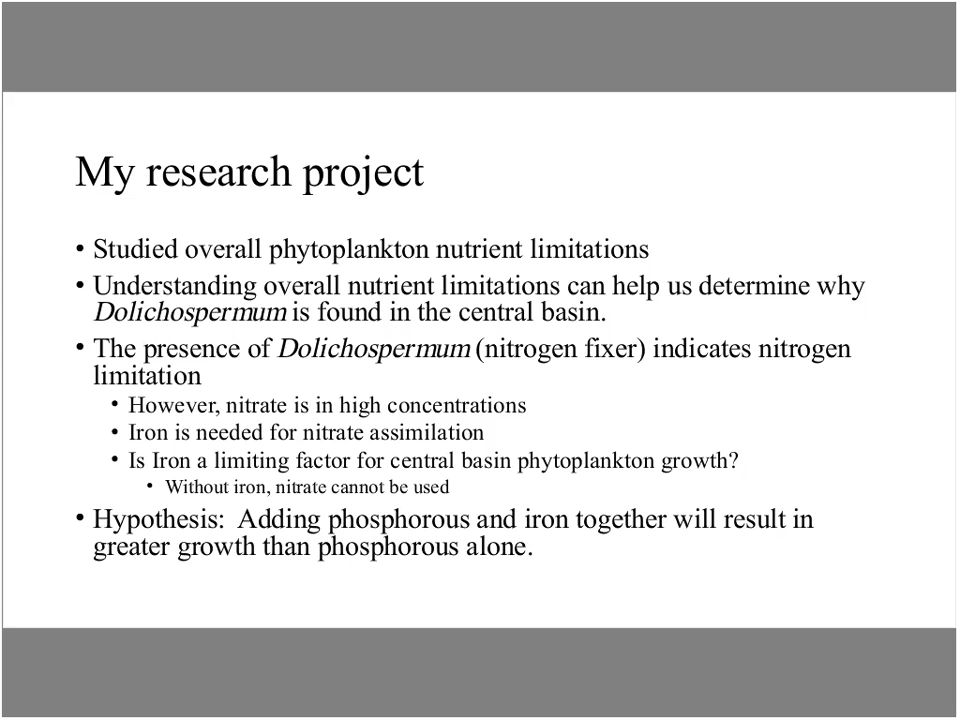 My research project
• Studied overall phytoplankton nutrient limitations
• Understanding overall nutrient limitations can help us determine why
Dolichospermum is found in the central basin.
• The presence of Dolichospermum (nitrogen fixer) indicates nitrogen
limitation
• However, nitrate is in high concentrations
• Iron is needed for nitrate assimilation
• Is Iron a limiting factor for central basin phytoplankton growth?
• Without iron, nitrate cannot be used
• Hypothesis:  Adding phosphorous and iron together will result in
greater growth than phosphorous alone.